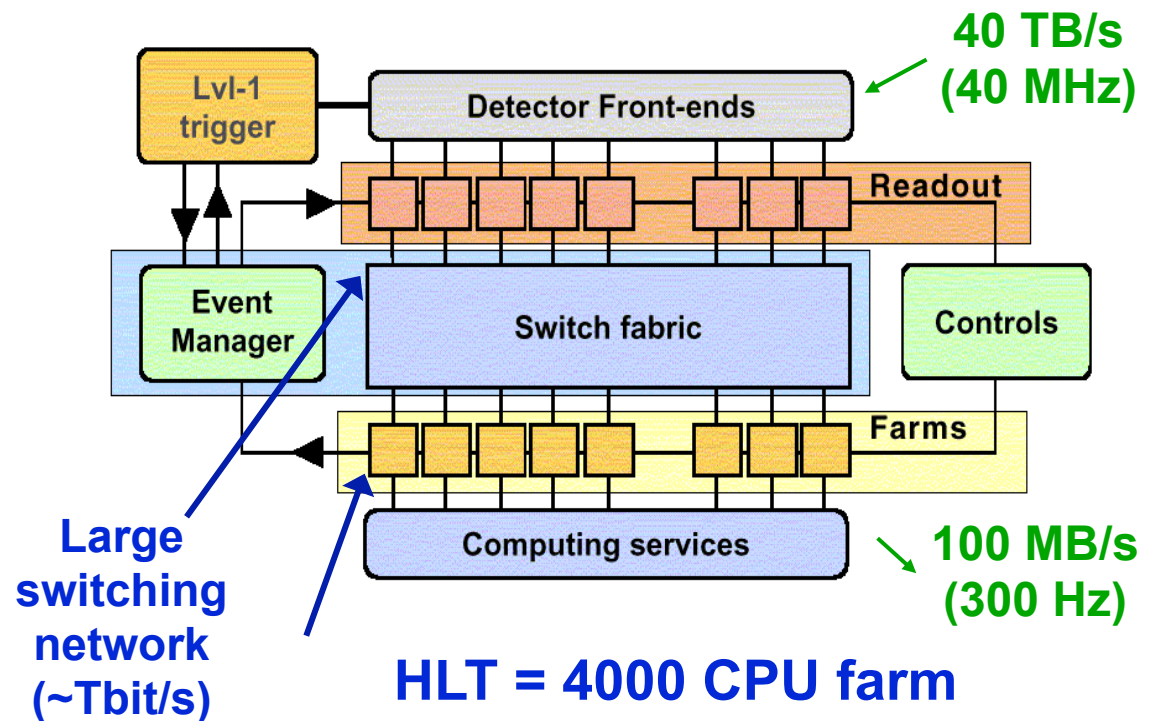 40 TB/s
(40 MHz)
Lvl-1
trigger
Detector Front-ends
Readout
Event
Manager
Switch fabric
Controls
Farms
Computing services
Large
switching
network
(~Tbit/s)
100 MB/s
(300 Hz)
HLT = 4000 CPU farm